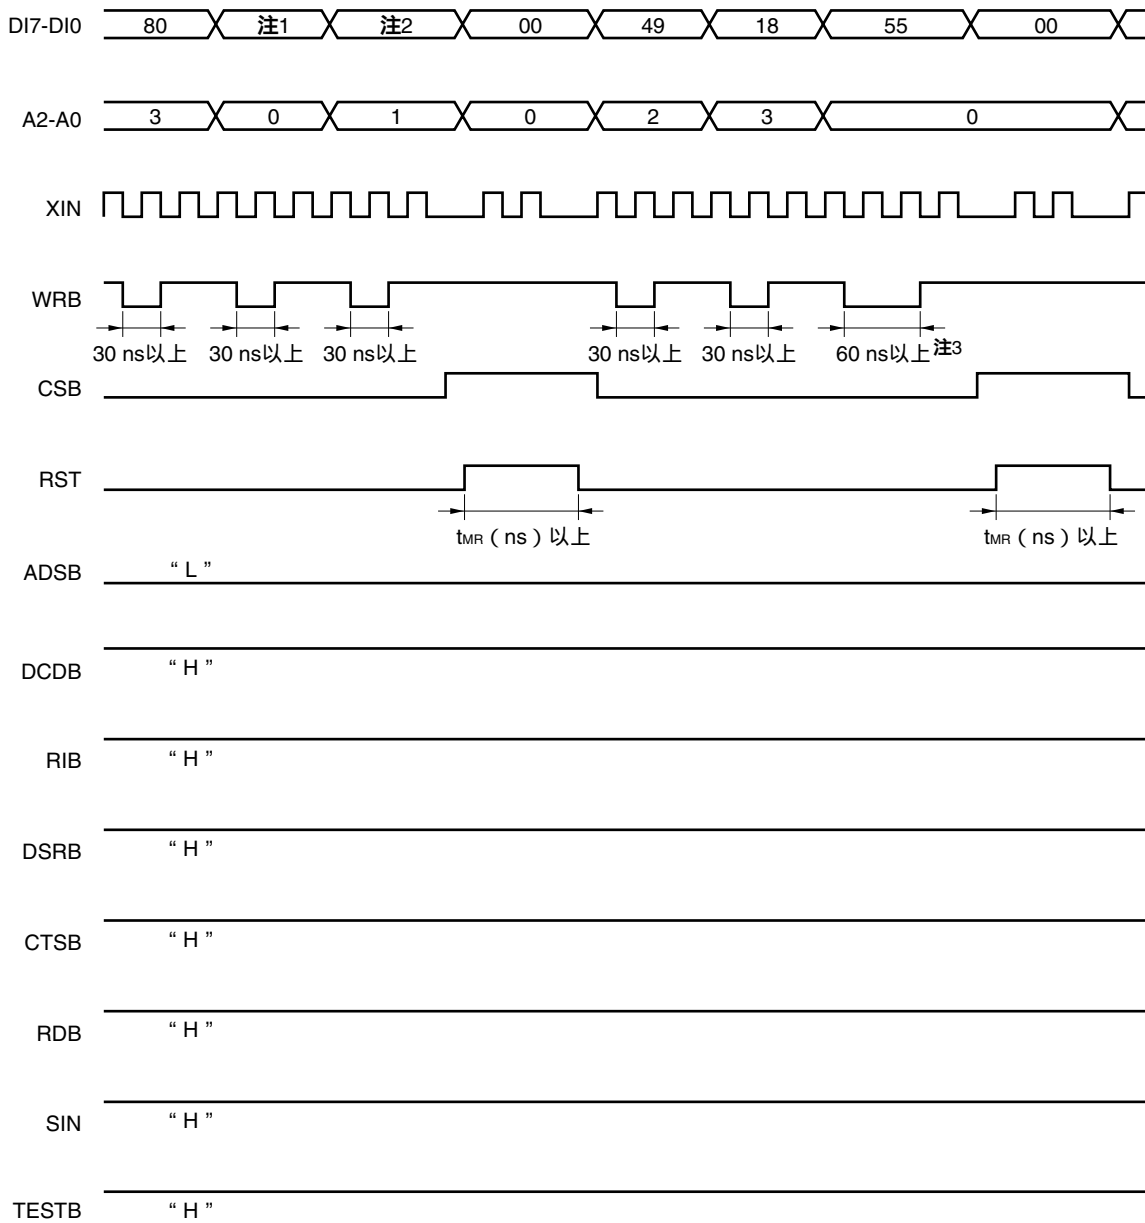 DI7-DI0 80 注1 注2 00 49 18 55 00
A2-A0 3 0 1 0 2 3 0
XIN
WRB
30 ns以上 30 ns以上 30 ns以上 30 ns以上 30 ns以上 60 ns以上 注3
CSB
RST
tMR（ns）以上 tMR（ns）以上
ADSB “ L ”
DCDB “ H ”
RIB “ H ”
DSRB “ H ”
CTSB “ H ”
RDB “ H ”
SIN “ H ”
TESTB “ H ”